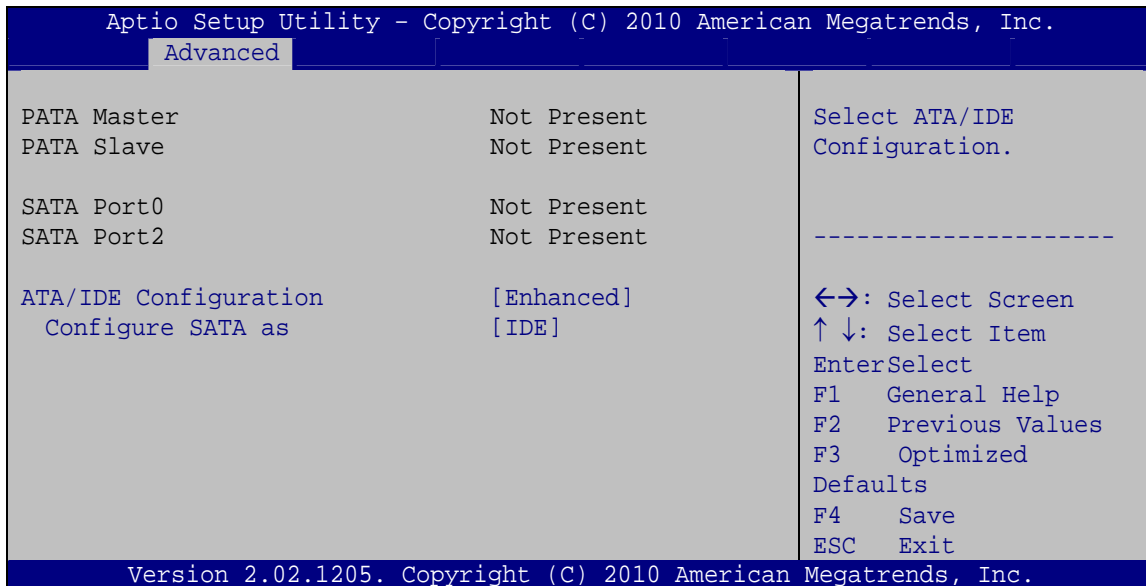 Aptio Setup Utility – Copyright (C) 2010 American Megatrends, Inc.
Advanced
PATA Master Not Present
PATA Slave Not Present
SATA Port0 Not Present
SATA Port2 Not Present
ATA/IDE Configuration [Enhanced]
Configure SATA as [IDE]
Select ATA/IDE
Configuration.
---------------------
←→: Select Screen
↑ ↓: Select Item
EnterSelect
F1 General Help
F2 Previous Values
F3 Optimized
Defaults
F4 Save
ESC Exit
Version 2.02.1205. Copyright (C) 2010 American Megatrends, Inc.